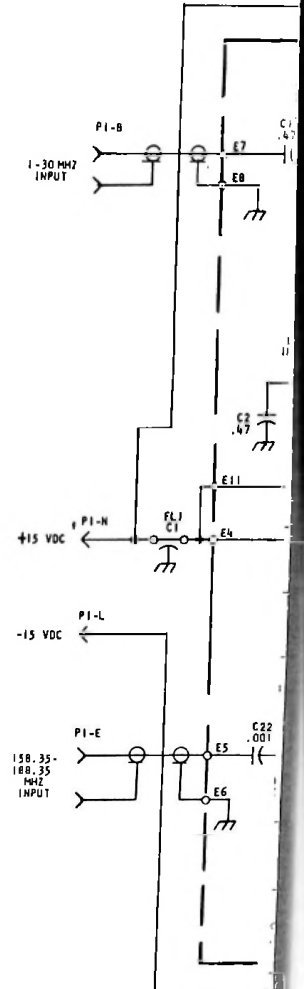 P1-B
E7
.47
1-30 MHZ
INPUT
E8
C2
.47
E11
P1-N
FL1
C1
E4
+15 VDC
P1-L
-15 VDC
P1-E
E5
C22
.001
158.35-
188.35
MHZ
INPUT
E6